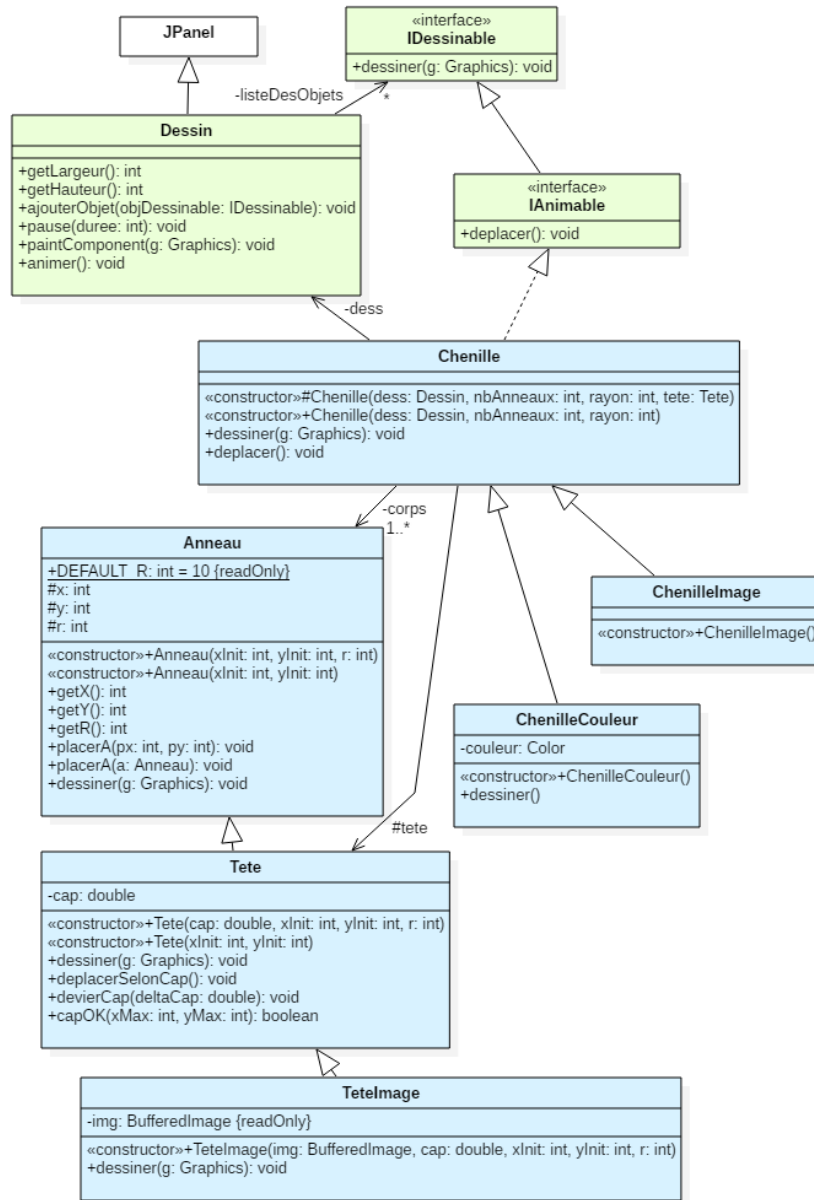 JPanel
«interface»
IDessinable
+dessiner(g: Graphics): void
-listeDesObjets
*
Dessin
+getLargeur(): int
+getHauteur(): int
+ajouterObjet(objDessinable: IDessinable): void
+pause(duree: int): void
+paintComponent(g: Graphics): void
+animer(): void
«interface»
IAnimable
+deplacer(): void
-dess
Chenille
«constructor»#Chenille(dess: Dessin, nbAnneaux: int, rayon: int, tete: Tete)
«constructor»+Chenille(dess: Dessin, nbAnneaux: int, rayon: int)
+dessiner(g: Graphics): void
+deplacer(): void
-corps
1..*
Anneau
+DEFAULT_R: int = 10 {readOnly}
#x: int
#y: int
#r: int
«constructor»+Anneau(xInit: int, yInit: int, r: int)
«constructor»+Anneau(xInit: int, yInit: int)
+getX(): int
+getY(): int
+getR(): int
+placerA(px: int, py: int): void
+placerA(a: Anneau): void
+dessiner(g: Graphics): void
ChenilleImage
«constructor»+ChenilleImage()
ChenilleCouleur
-couleur: Color
«constructor»+ChenilleCouleur()
+dessiner()
#tete
Tete
-cap: double
«constructor»+Tete(cap: double, xInit: int, yInit: int, r: int)
«constructor»+Tete(xInit: int, yInit: int)
+dessiner(g: Graphics): void
+deplacerSelonCap(): void
+devierCap(deltaCap: double): void
+capOK(xMax: int, yMax: int): boolean
TeteImage
-img: BufferedImage {readOnly}
«constructor»+TeteImage(img: BufferedImage, cap: double, xInit: int, yInit: int, r: int)
+dessiner(g: Graphics): void